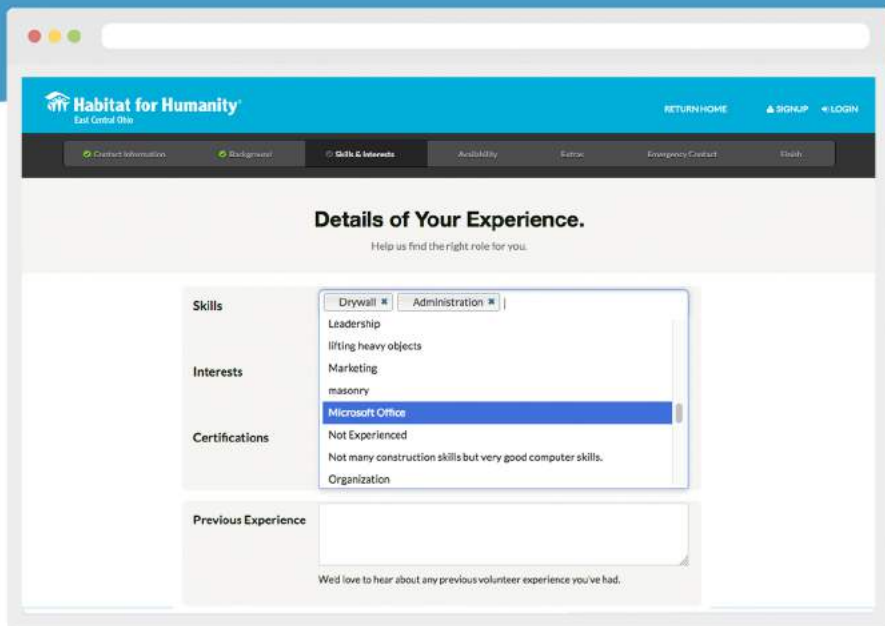 Habitat for Humanity®
East Central Ohio
RETURN HOME SIGNUP LOGIN
Contact Information Background Skills & Interests Availability Extras Emergency Contact Finish
Details of Your Experience.
Help us find the right role for you.
Skills
Drywall Administration
Leadership
lifting heavy objects
Interests
Marketing
masonry
Microsoft Office
Certifications
Not Experienced
Not many construction skills but very good computer skills.
Organization
Previous Experience
We'd love to hear about any previous volunteer experience you've had.